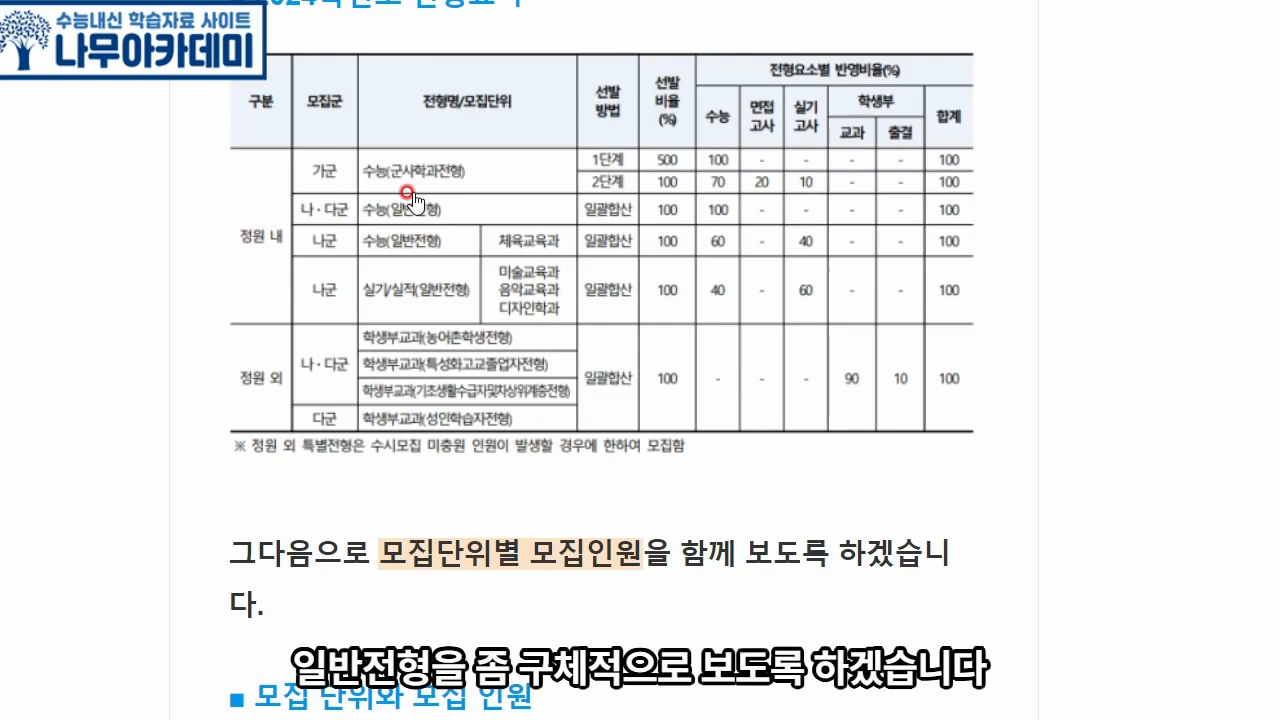 수능내신 학습자료 사이트
나무아카데미
구분 모집군 전형명/모집단위 선발방법 선발비율(%) 전형요소별 반영비율(%)
수능 면접고사 실기고사 학생부 합계
교과 출결
정원 내 가군 수능(군사학과전형) 1단계 500 100 - - - - 100
2단계 100 70 20 10 - - 100
나·다군 수능(일반전형) 일괄합산 100 100 - - - - 100
나군 수능(일반전형) 체육교육과 일괄합산 100 60 - 40 - - 100
나군 실기/실적(일반전형) 미술교육과 음악교육과 디자인학과 일괄합산 100 40 - 60 - - 100
정원 외 나·다군 학생부교과(농어촌학생전형) 일괄합산 100 - - - 90 10 100
학생부교과(특성화고교졸업자전형)
학생부교과(기초생활수급자및차상위계층전형)
다군 학생부교과(성인학습자전형)
※ 정원 외 특별전형은 수시모집 미충원 인원이 발생할 경우에 한하여 모집함
그다음으로 모집단위별 모집인원을 함께 보도록 하겠습니
다.
일반전형을 좀 구체적으로 보도록 하겠습니다
■ 모집 단위와 모집 인원